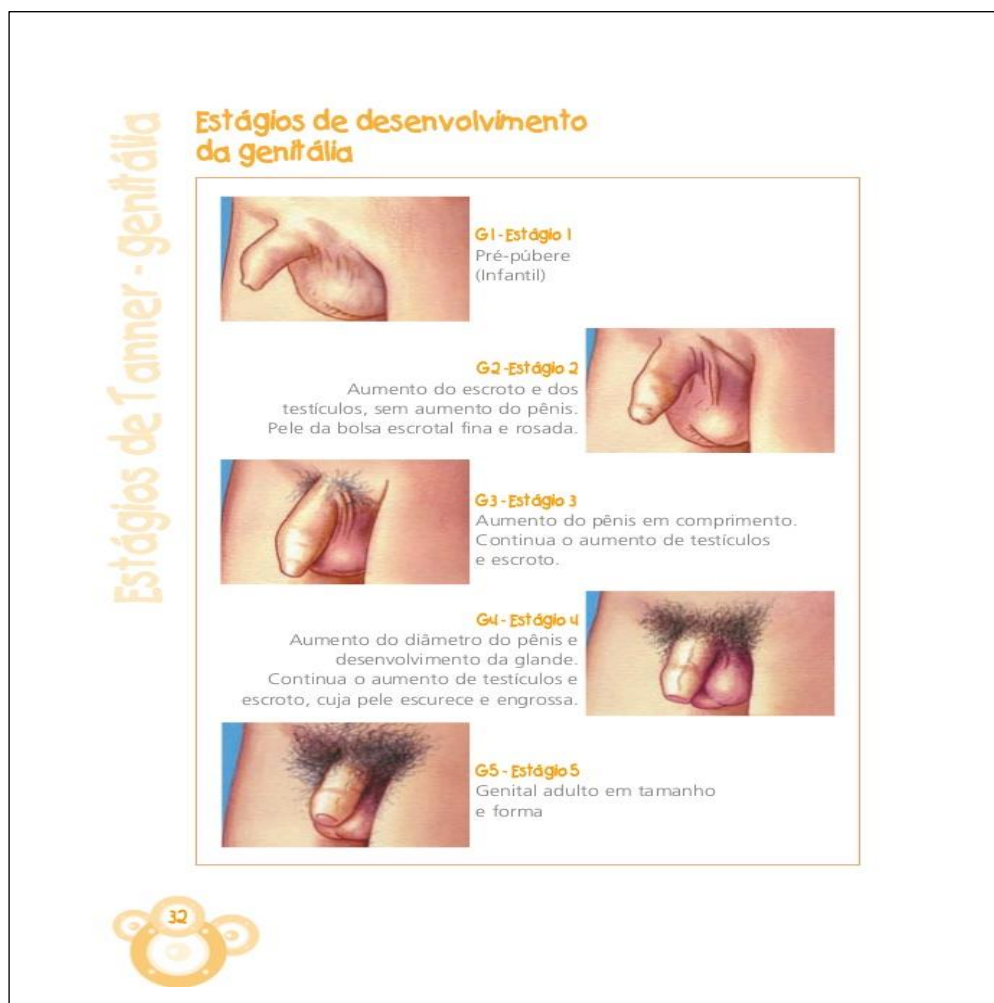 Estágios de Tanner - genitália
Estágios de desenvolvimento
da genitália
G1-Estágio 1
Pré-púbere
(Infantil)
G2-Estágio 2
Aumento do escroto e dos
testículos, sem aumento do pênis.
Pele da bolsa escrotal fina e rosada.
G3-Estágio 3
Aumento do pênis em comprimento.
Continua o aumento de testículos
e escroto.
G4-Estágio 4
Aumento do diâmetro do pênis e
desenvolvimento da glande.
Continua o aumento de testículos e
escroto, cuja pele escurece e engrossa.
G5-Estágio 5
Genital adulto em tamanho
e forma
32